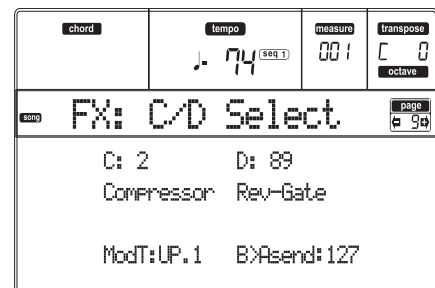 chord tempo measure transpose
♩= 74 seq 1 001 C 0
octave
song FX: C/D Select page 9
C: 2 D: 89
Compressor Rev-Gate
ModT:UP.1 B>Asend:127